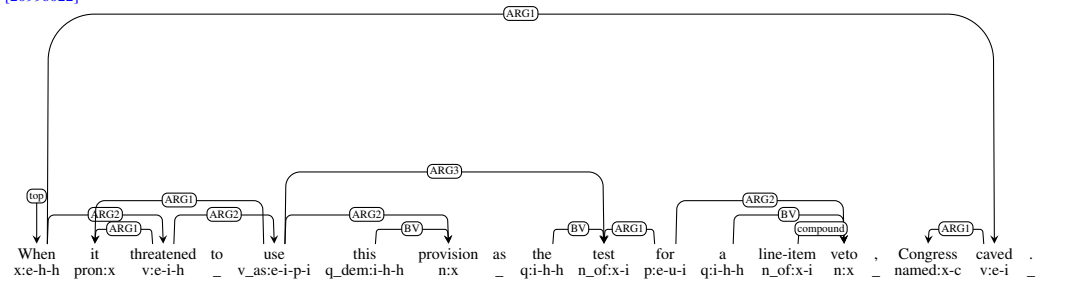 [20990022]
ARG1
ARG3
top ARG1 ARG2
ARG2 ARG2 ARG2 BV
ARG1 BV BV ARG1 compound ARG1
When it threatened to use this provision as the test for a line-item veto , Congress caved .
x:e-h-h pron:x v:e-i-h _ v_as:e-i-p-i q_dem:i-h-h n:x _ q:i-h-h n_of:x-i p:e-u-i q:i-h-h n_of:x-i n:x _ named:x-c v:e-i _